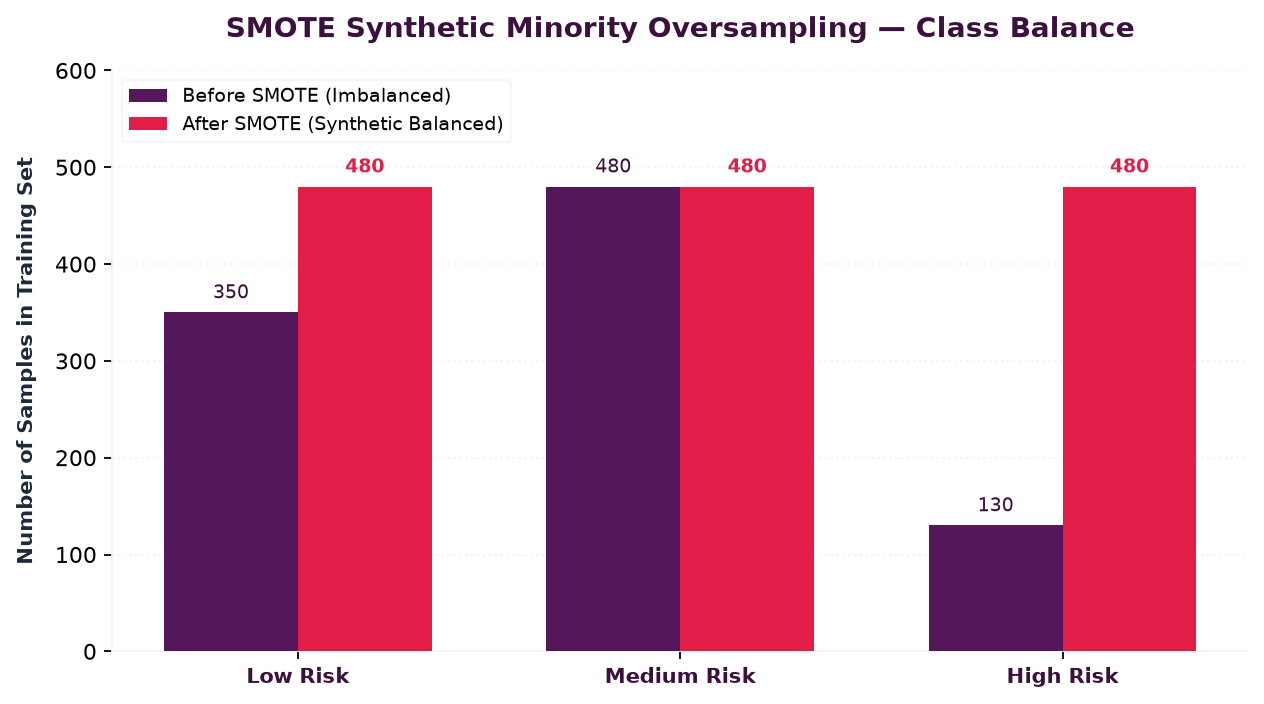 SMOTE Synthetic Minority Oversampling — Class Balance
Number of Samples in Training Set
600
500
400
300
200
100
0
Before SMOTE (Imbalanced)
After SMOTE (Synthetic Balanced)
350
480
480
480
130
480
Low Risk
Medium Risk
High Risk